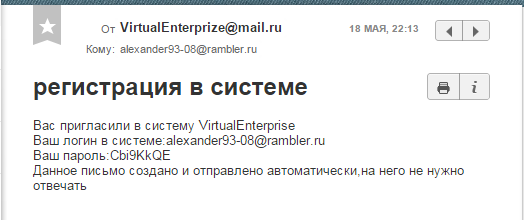 От VirtualEnterprize@mail.ru
18 МАЯ, 22:13
Кому: alexander93-08@rambler.ru
регистрация в системе
Вас пригласили в систему VirtualEnterprise
Ваш логин в системе:alexander93-08@rambler.ru
Ваш пароль:Cbi9KkQE
Данное письмо создано и отправлено автоматически,на него не нужно
отвечать